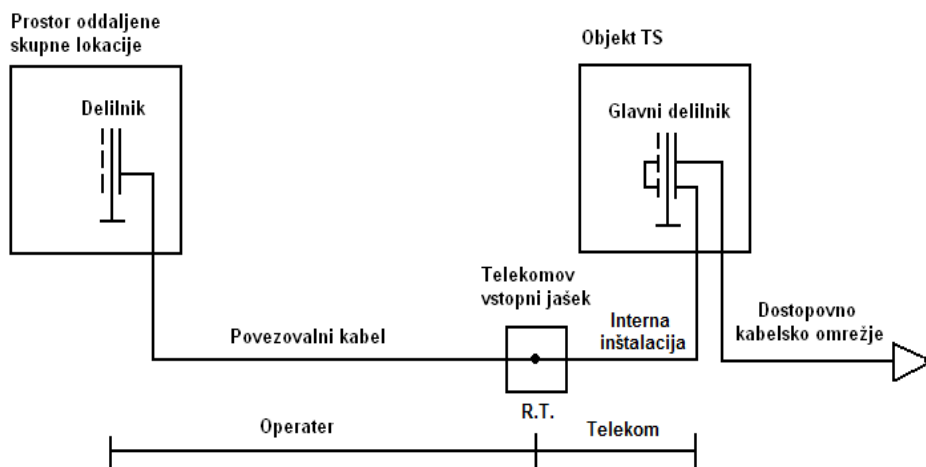 Prostor oddaljene
skupne lokacije
Objekt TS
Delilnik
Glavni delilnik
Telekomov
vstopni jašek
Povezovalni kabel
Interna
inštalacija
Dostopovno
kabelsko omrežje
R.T.
Operater
Telekom